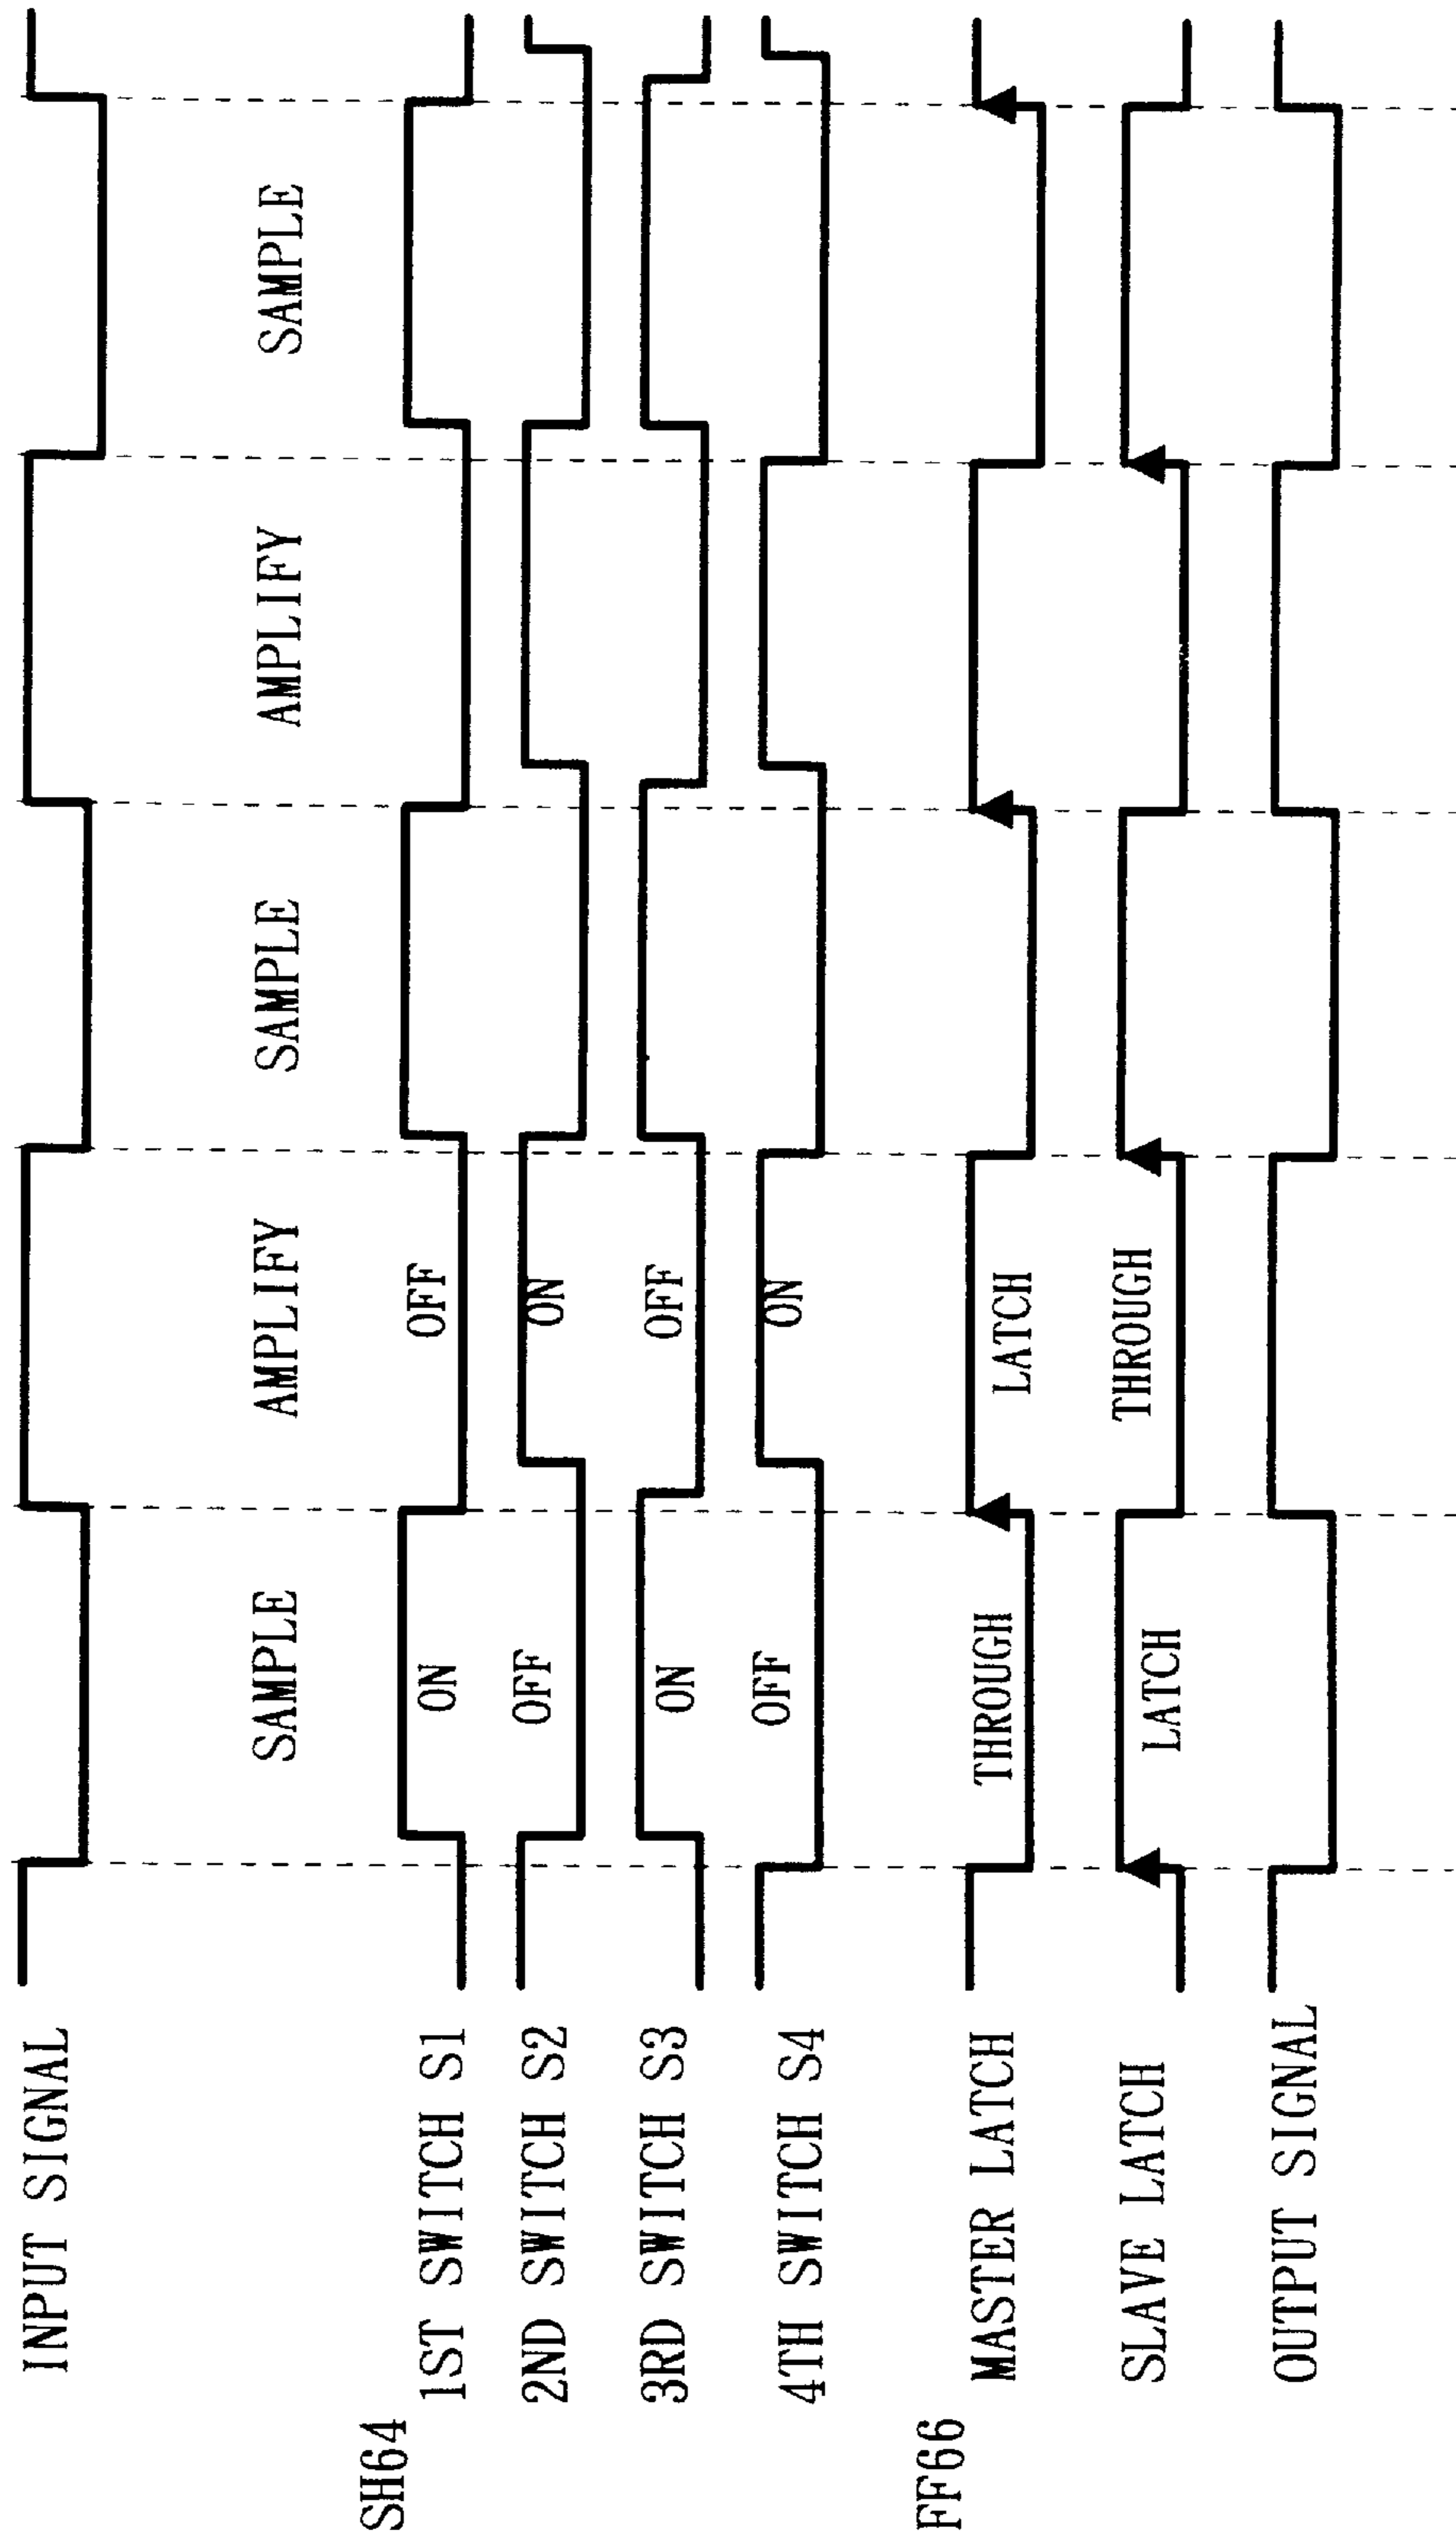 INPUT SIGNAL
SAMPLE AMPLIFY SAMPLE AMPLIFY SAMPLE
SH64
1ST SWITCH S1 ON OFF
2ND SWITCH S2 OFF ON
3RD SWITCH S3 ON OFF
4TH SWITCH S4 OFF ON
FF66
MASTER LATCH THROUGH LATCH
SLAVE LATCH LATCH THROUGH
OUTPUT SIGNAL